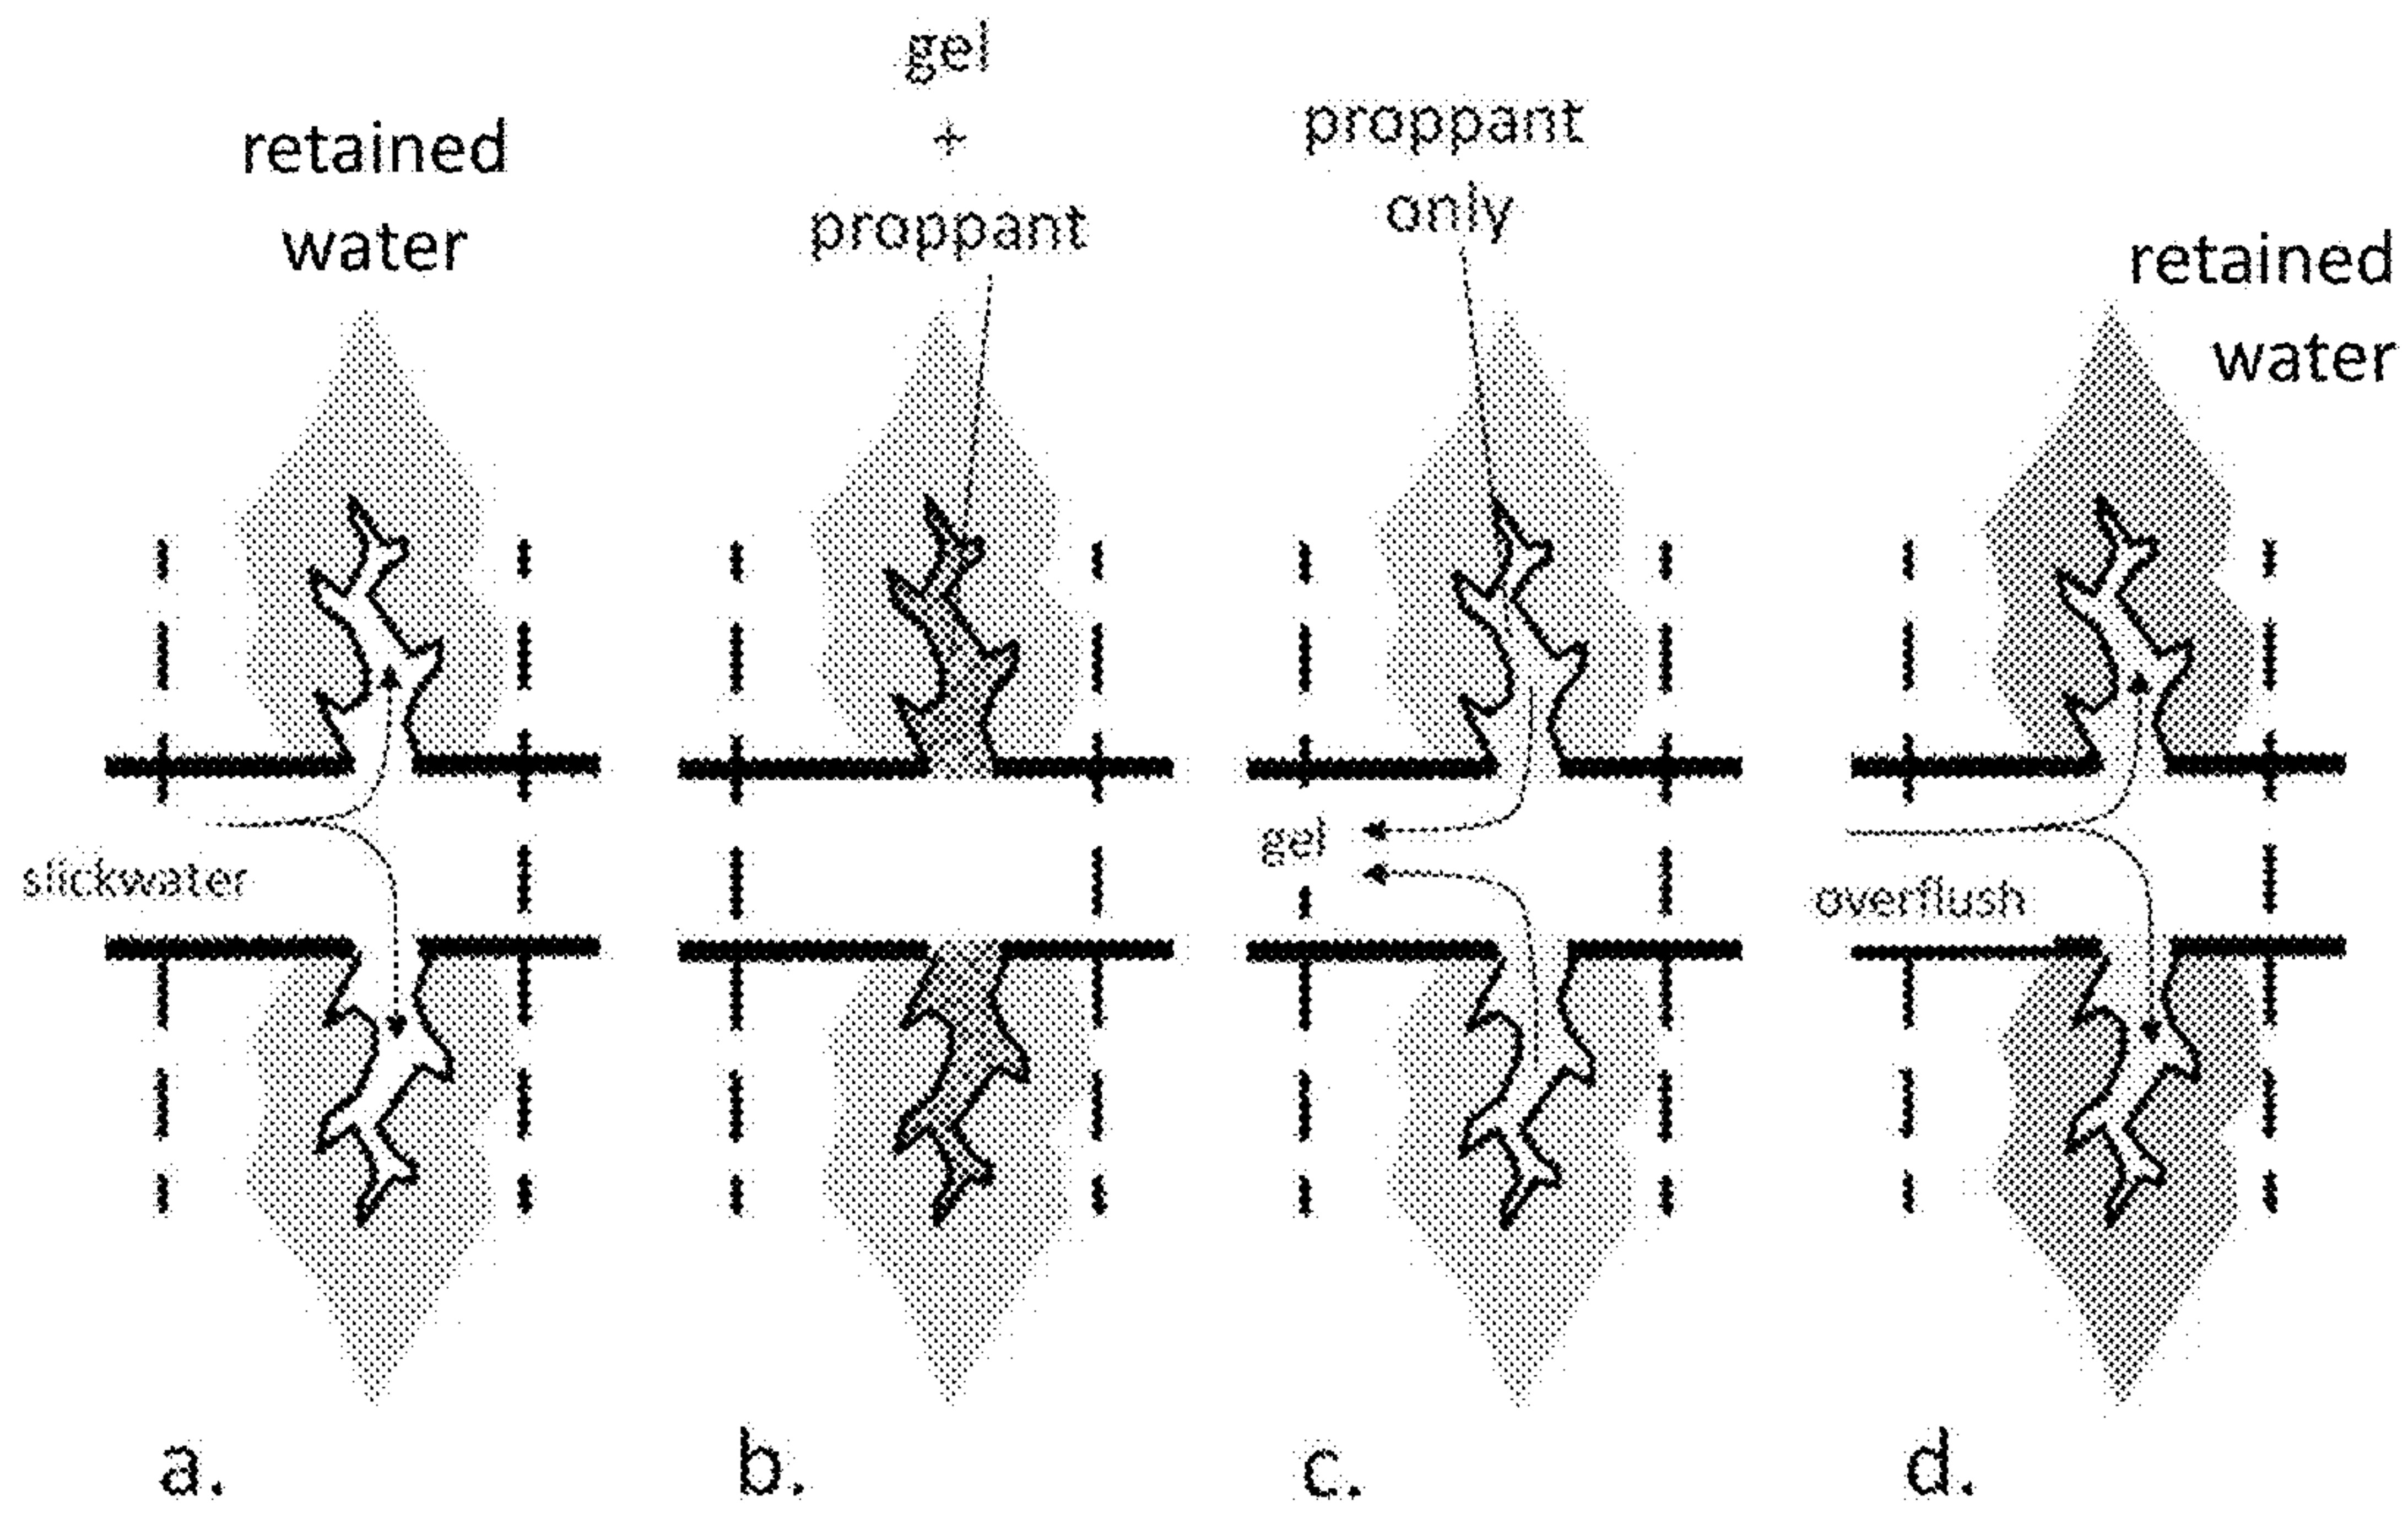 retained
water
slickwater
a.
gel
+
proppant
b.
proppant
only
gel
c.
retained
water
overflush
d.